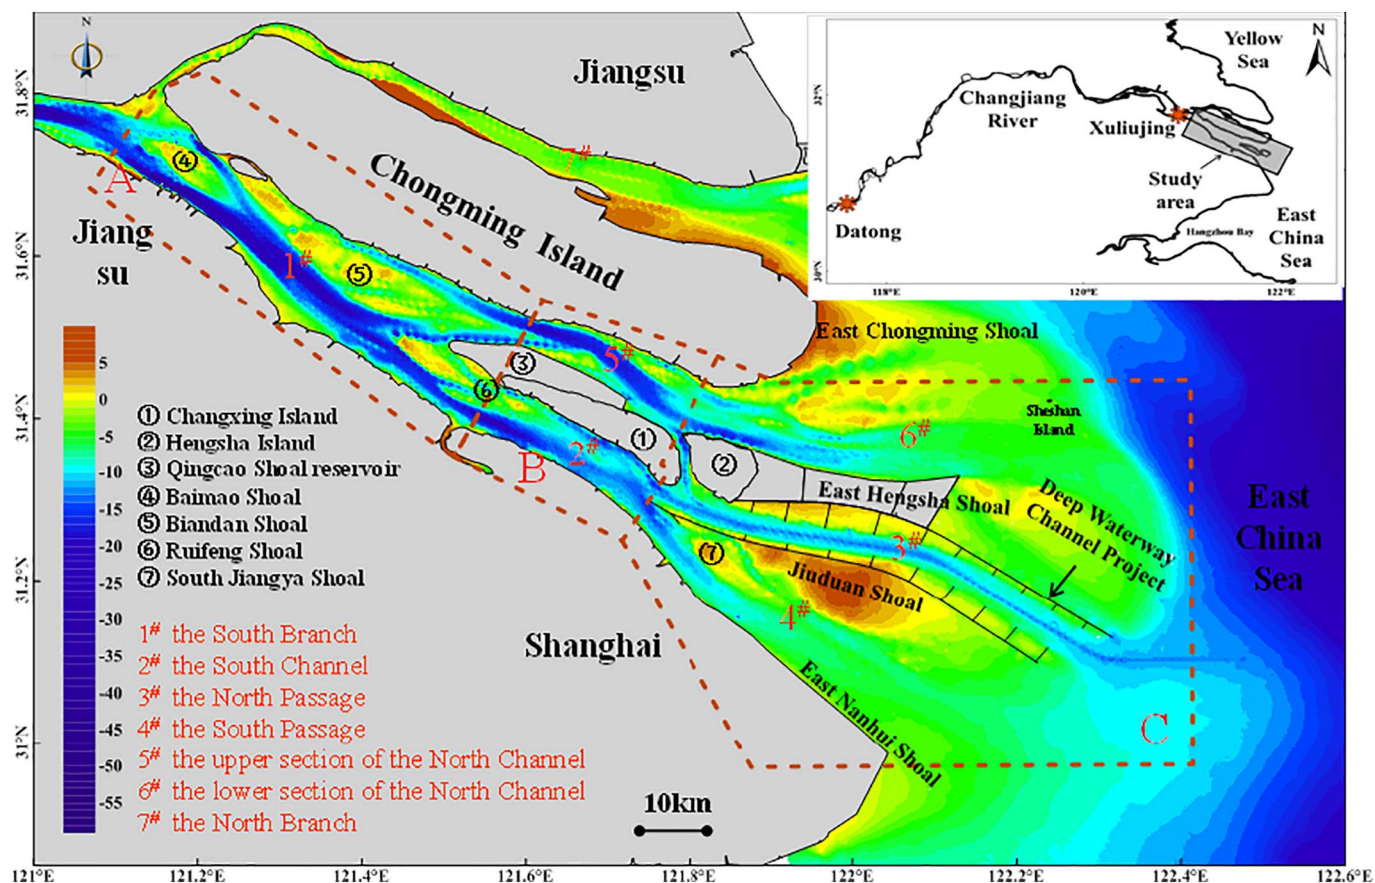 N
Jiangsu
7#
Chongming Island
④
A
Jiang
su
1#
⑤
③
5#
⑥
①
2#
②
B
East Chongming Shoal
6#
Sheshan
Island
East Hengsha Shoal
Deep Waterway
Channel Project
3#
⑦
Jiuduan Shoal
4#
Shanghai
East Nanhui Shoal
C
East
China
Sea
10km
5
0
-5
-10
-15
-20
-25
-30
-35
-40
-45
-50
-55
① Changxing Island
② Hengsha Island
③ Qingcao Shoal reservoir
④ Baimao Shoal
⑤ Biandan Shoal
⑥ Ruifeng Shoal
⑦ South Jiangya Shoal
1# the South Branch
2# the South Channel
3# the North Passage
4# the South Passage
5# the upper section of the North Channel
6# the lower section of the North Channel
7# the North Branch
31.8°N
31.6°N
31.4°N
31.2°N
31°N
121°E
121.2°E
121.4°E
121.6°E
121.8°E
122°E
122.2°E
122.4°E
122.6°E
Yellow
Sea
N
Changjiang
River
Xuliujing
Study
area
Datong
Hangzhou Bay
East
China
Sea
32°N
30°N
118°E
120°E
122°E